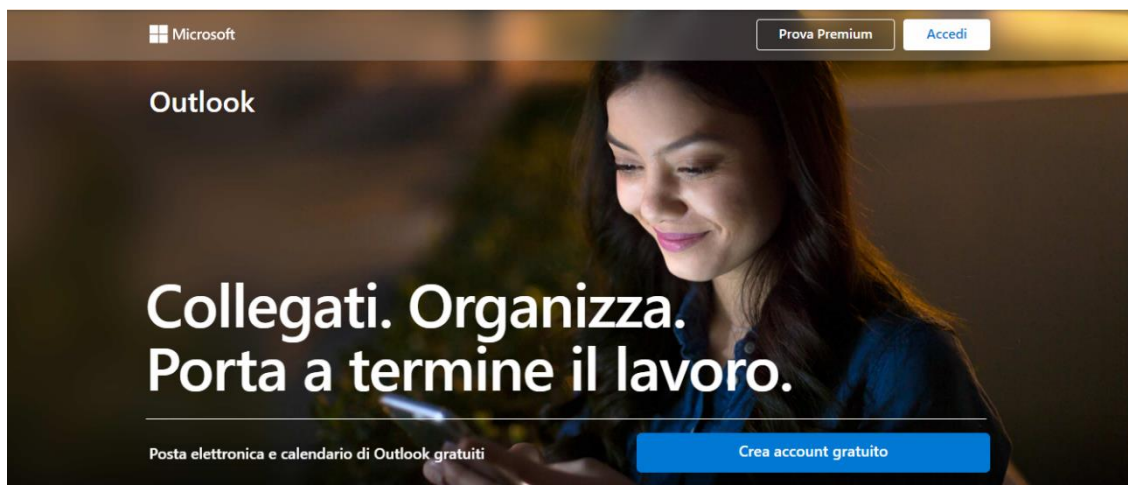 Microsoft
Prova Premium
Accedi
Outlook
Collegati. Organizza.
Porta a termine il lavoro.
Posta elettronica e calendario di Outlook gratuiti
Crea account gratuito